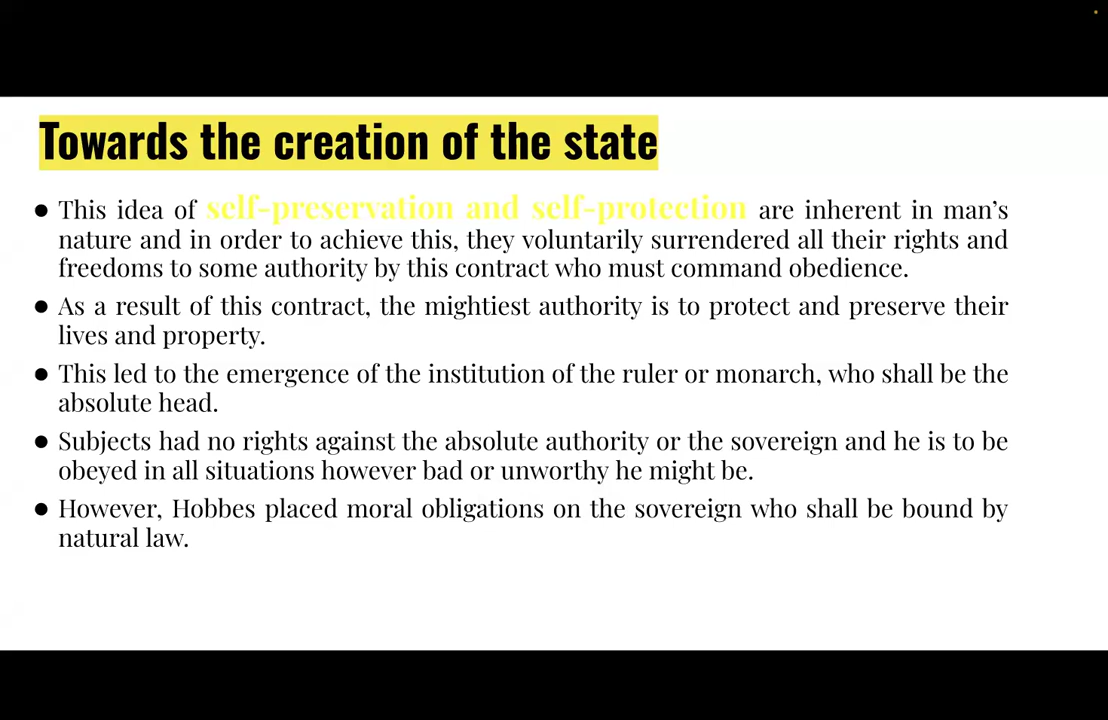 Towards the creation of the state
● This idea of self-preservation and self-protection are inherent in man’s
nature and in order to achieve this, they voluntarily surrendered all their rights and
freedoms to some authority by this contract who must command obedience.
● As a result of this contract, the mightiest authority is to protect and preserve their
lives and property.
● This led to the emergence of the institution of the ruler or monarch, who shall be the
absolute head.
● Subjects had no rights against the absolute authority or the sovereign and he is to be
obeyed in all situations however bad or unworthy he might be.
● However, Hobbes placed moral obligations on the sovereign who shall be bound by
natural law.